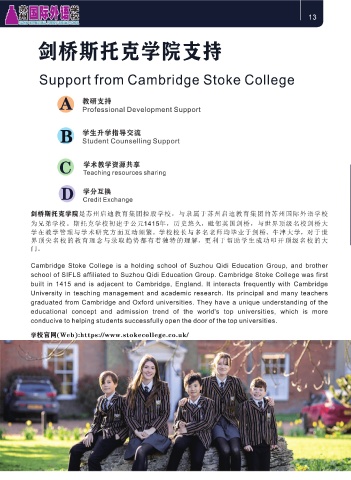 苏州国际外语学校
13
剑桥斯托克学院支持
Support from Cambridge Stoke College
A 教研支持
Professional Development Support
B 学生升学指导交流
Student Counselling Support
C 学术教学资源共享
Teaching resources sharing
D 学分互换
Credit Exchange
剑桥斯托克学院是苏州启迪教育集团控股学校，与隶属于苏州启迪教育集团的苏州国际外语学校
为兄弟学校。斯托克学校初建于公元1415年，历史悠久，毗邻英国剑桥，与世界顶级名校剑桥大
学在教学管理与学术研究方面互动频繁。学校校长与多名老师均毕业于剑桥、牛津大学，对于世
界顶尖名校的教育理念与录取趋势都有着独特的理解，更利于帮助学生成功叩开顶级名校的大
门。
Cambridge Stoke College is a holding school of Suzhou Qidi Education Group, and brother
school of SIFLS affiliated to Suzhou Qidi Education Group. Cambridge Stoke College was first
built in 1415 and is adjacent to Cambridge, England. It interects frequently with Cambridge
University in teaching management and academic research. Its principal and many teachers
graduated from Cambridge and Oxford universities. They have a unique understanding of the
educational concept and admission trend of the world's top universities, which is more
conducive to helping students successfully open the door of the top universities.
学校官网(Web):https://www.stokecollege.co.uk/